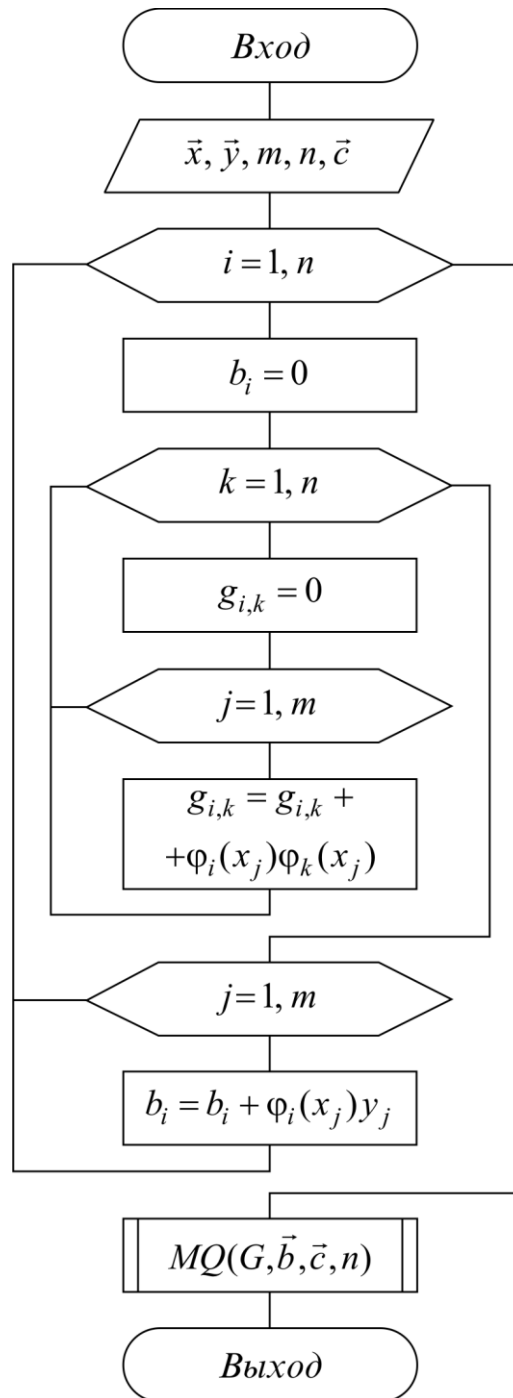 Вход
x⃗, y⃗, m, n, c⃗
i = 1, n
b_i = 0
k = 1, n
g_{i,k} = 0
j = 1, m
g_{i,k} = g_{i,k} +
+φ_i(x_j)φ_k(x_j)
j = 1, m
b_i = b_i + φ_i(x_j)y_j
MQ(G, b⃗, c⃗, n)
Выход